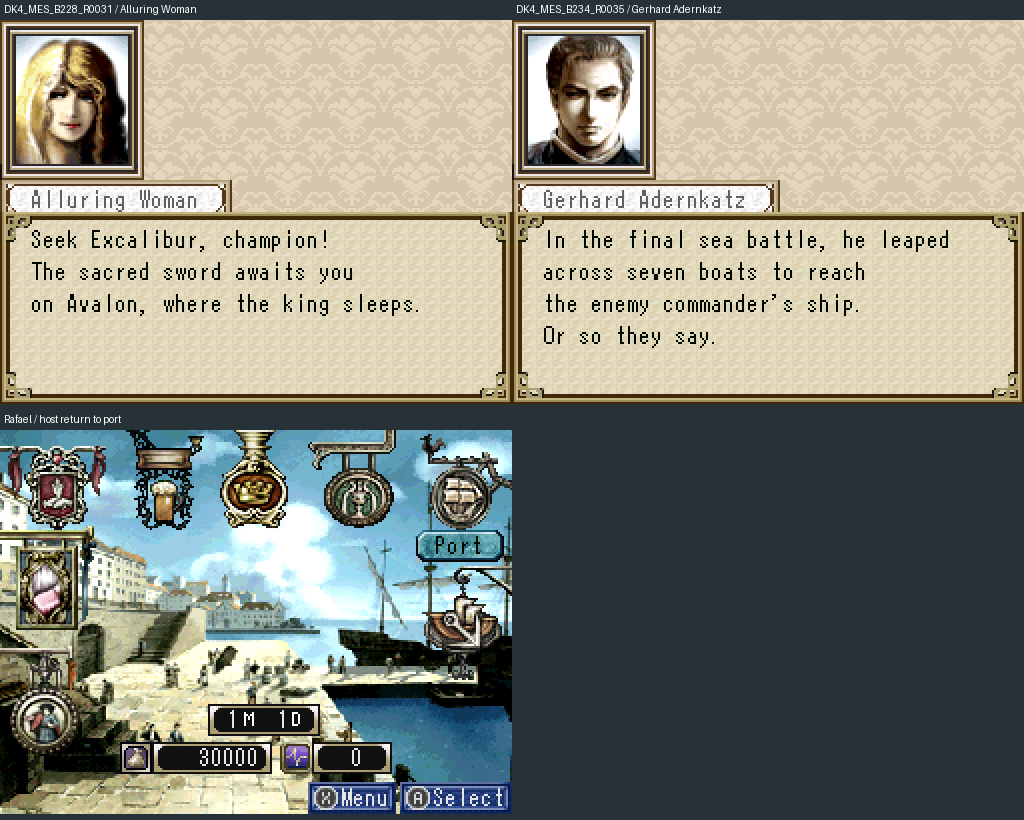 DK4_MES_B228_R0031 / Alluring Woman
DK4_MES_B234_R0035 / Gerhard Adernkatz
Alluring Woman
Seek Excalibur, champion!
The sacred sword awaits you
on Avalon, where the king sleeps.
Gerhard Adernkatz
In the final sea battle, he leaped
across seven boats to reach
the enemy commander's ship.
Or so they say.
Rafael / host return to port
Port
1M 1D
30000
0
X Menu
A Select